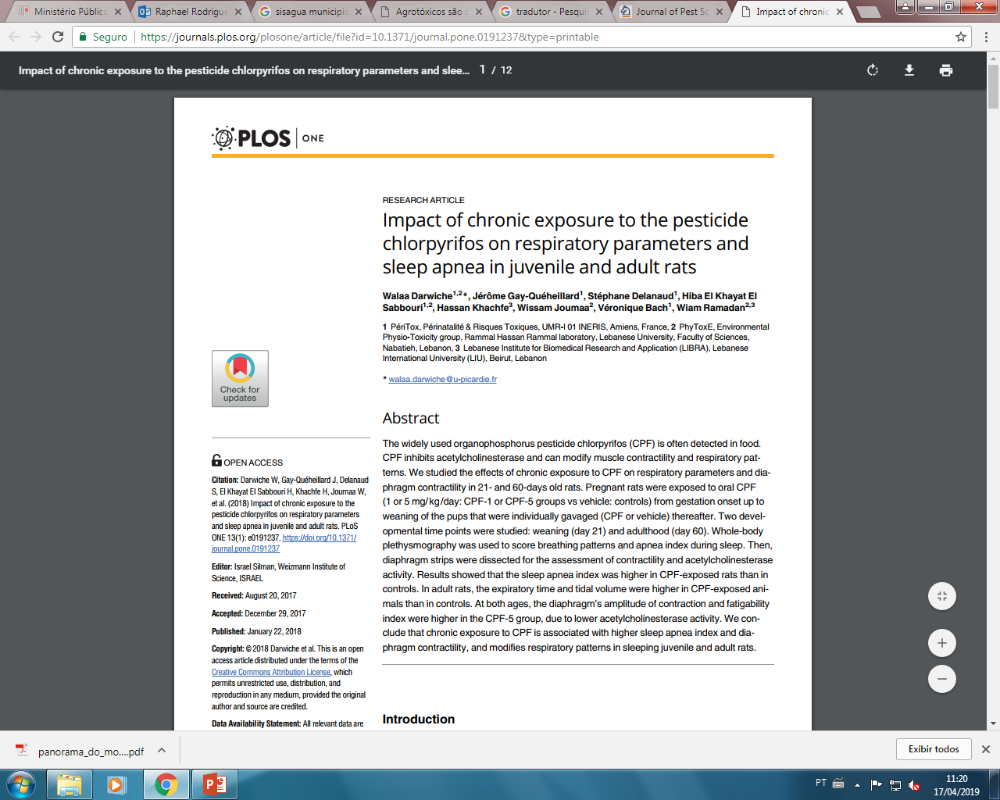 Ministério Públic
Raphael Rodrigue
sisagua municipi
Agrotóxicos são
tradutor - Pesquis
Journal of Pest Sc
Impact of chronic
Seguro
https://journals.plos.org/plosone/article/file?id=10.1371/journal.pone.0191237&type=printable
Impact of chronic exposure to the pesticide chlorpyrifos on respiratory parameters and slee... 1 / 12
PLOS ONE
RESEARCH ARTICLE
Impact of chronic exposure to the pesticide
chlorpyrifos on respiratory parameters and
sleep apnea in juvenile and adult rats
Walaa Darwiche1,2*, Jérôme Gay-Quéheillard1, Stéphane Delanaud1, Hiba El Khayat El
Sabbouri1,2, Hassan Khachfe3, Wissam Joumaa2, Véronique Bach1, Wiam Ramadan2,3
1 PériTox, Périnatalité & Risques Toxiques, UMR-I 01 INERIS, Amiens, France, 2 PhyToxE, Environmental
Physio-Toxicity group, Rammal Hassan Rammal laboratory, Lebanese University, Faculty of Sciences,
Nabatieh, Lebanon, 3 Lebanese Institute for Biomedical Research and Application (LIBRA), Lebanese
International University (LIU), Beirut, Lebanon
* walaa.darwiche@u-picardie.fr
Check for
updates
Abstract
The widely used organophosphorus pesticide chlorpyrifos (CPF) is often detected in food.
CPF inhibits acetylcholinesterase and can modify muscle contractility and respiratory pat-
terns. We studied the effects of chronic exposure to CPF on respiratory parameters and dia-
phragm contractility in 21- and 60-days old rats. Pregnant rats were exposed to oral CPF
(1 or 5 mg/kg/day: CPF-1 or CPF-5 groups vs vehicle: controls) from gestation onset up to
weaning of the pups that were individually gavaged (CPF or vehicle) thereafter. Two devel-
opmental time points were studied: weaning (day 21) and adulthood (day 60). Whole-body
plethysmography was used to score breathing patterns and apnea index during sleep. Then,
diaphragm strips were dissected for the assessment of contractility and acetylcholinesterase
activity. Results showed that the sleep apnea index was higher in CPF-exposed rats than in
controls. In adult rats, the expiratory time and tidal volume were higher in CPF-exposed ani-
mals than in controls. At both ages, the diaphragm's amplitude of contraction and fatigability
index were higher in the CPF-5 group, due to lower acetylcholinesterase activity. We con-
clude that chronic exposure to CPF is associated with higher sleep apnea index and dia-
phragm contractility, and modifies respiratory patterns in sleeping juvenile and adult rats.
OPEN ACCESS
Citation: Darwiche W, Gay-Quéheillard J, Delanaud
S, El Khayat El Sabbouri H, Khachfe H, Joumaa W,
et al. (2018) Impact of chronic exposure to the
pesticide chlorpyrifos on respiratory parameters
and sleep apnea in juvenile and adult rats. PLoS
ONE 13(1): e0191237. https://doi.org/10.1371/
journal.pone.0191237
Editor: Israel Silman, Weizmann Institute of
Science, ISRAEL
Received: August 20, 2017
Accepted: December 29, 2017
Published: January 22, 2018
Copyright: © 2018 Darwiche et al. This is an open
access article distributed under the terms of the
Creative Commons Attribution License, which
permits unrestricted use, distribution, and
reproduction in any medium, provided the original
author and source are credited.
Data Availability Statement: All relevant data are
Introduction
panorama_do_mo....pdf
Exibir todos
PT
11:20
17/04/2019